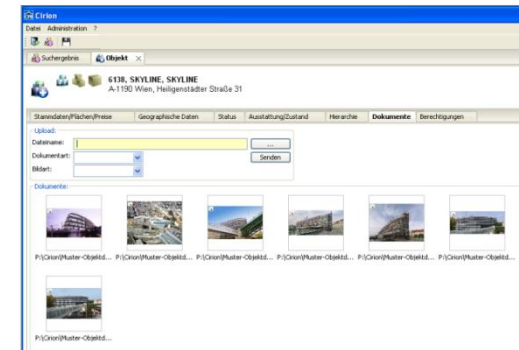 Cirion
Datei Administration ?
Suchergebnis Objekt
6138, SKYLINE, SKYLINE
A-1190 Wien, Heiligenstädter Straße 31
Stammdaten/Flächen/Preise Geographische Daten Status Ausstattung/Zustand Hierarchie Dokumente Berechtigungen
Upload:
Dateiname: ...
Dokumentart: Senden
Bildart:
Dokumente:
P:\Cirion\Muster-Objektd... P:\Cirion\Muster-Objektd... P:\Cirion\Muster-Objektd... P:\Cirion\Muster-Objektd... P:\Cirion\Muster-Objektd... P:\Cirion\Muster-Objektd...
P:\Cirion\Muster-Objektd...